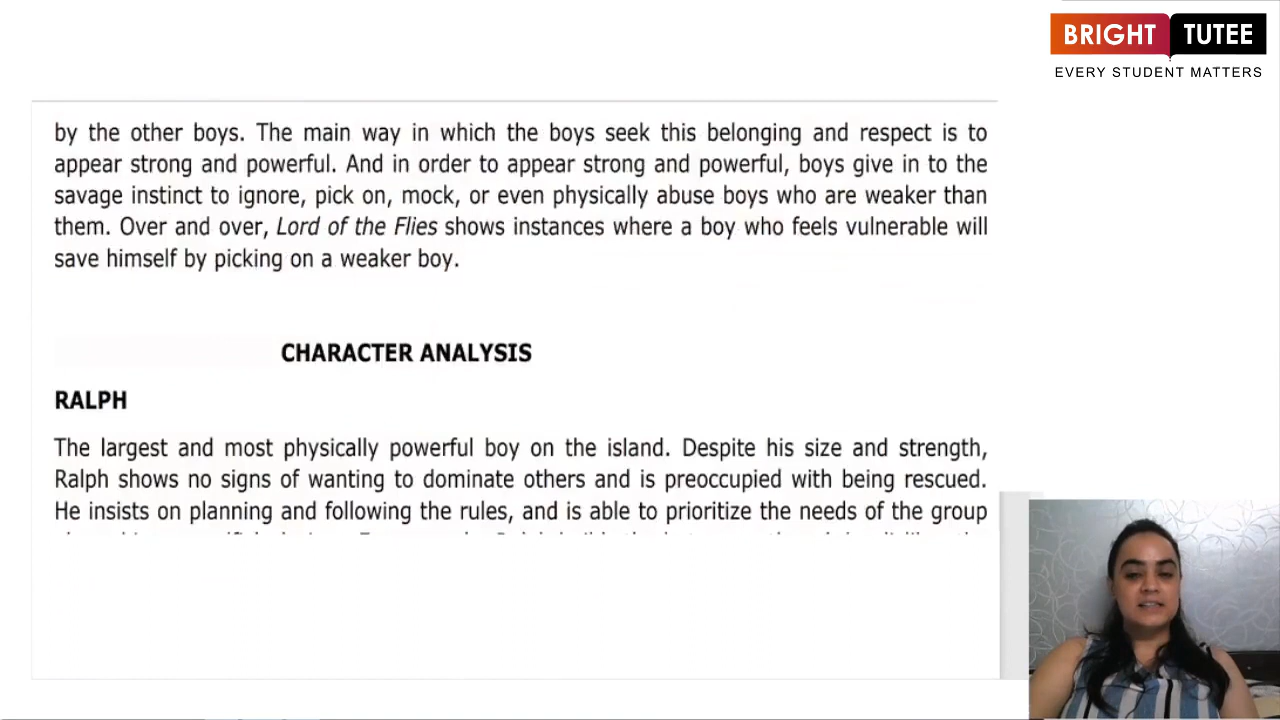 BRIGHT TUTEE
EVERY STUDENT MATTERS
by the other boys. The main way in which the boys seek this belonging and respect is to
appear strong and powerful. And in order to appear strong and powerful, boys give in to the
savage instinct to ignore, pick on, mock, or even physically abuse boys who are weaker than
them. Over and over, Lord of the Flies shows instances where a boy who feels vulnerable will
save himself by picking on a weaker boy.
CHARACTER ANALYSIS
RALPH
The largest and most physically powerful boy on the island. Despite his size and strength,
Ralph shows no signs of wanting to dominate others and is preoccupied with being rescued.
He insists on planning and following the rules, and is able to prioritize the needs of the group